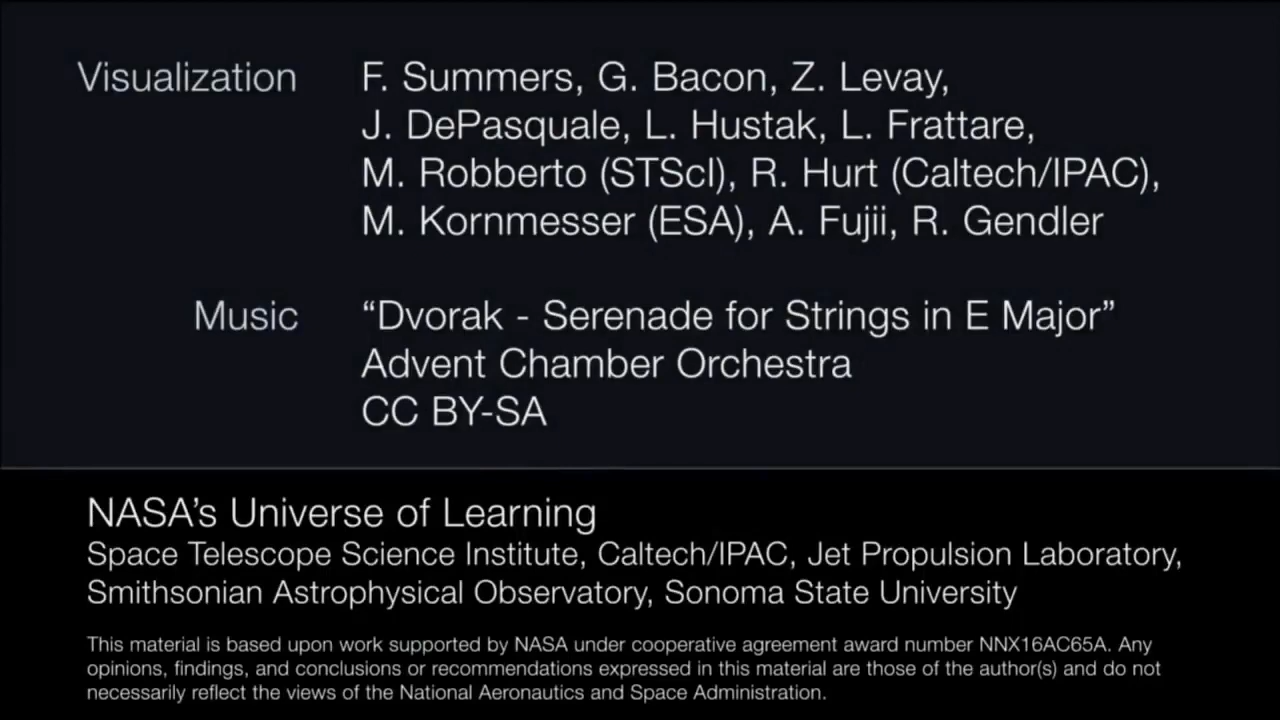 Visualization F. Summers, G. Bacon, Z. Levay,
J. DePasquale, L. Hustak, L. Frattare,
M. Robberto (STScI), R. Hurt (Caltech/IPAC),
M. Kornmesser (ESA), A. Fujii, R. Gendler
Music “Dvorak - Serenade for Strings in E Major”
Advent Chamber Orchestra
CC BY-SA
NASA’s Universe of Learning
Space Telescope Science Institute, Caltech/IPAC, Jet Propulsion Laboratory,
Smithsonian Astrophysical Observatory, Sonoma State University
This material is based upon work supported by NASA under cooperative agreement award number NNX16AC65A. Any
opinions, findings, and conclusions or recommendations expressed in this material are those of the author(s) and do not
necessarily reflect the views of the National Aeronautics and Space Administration.